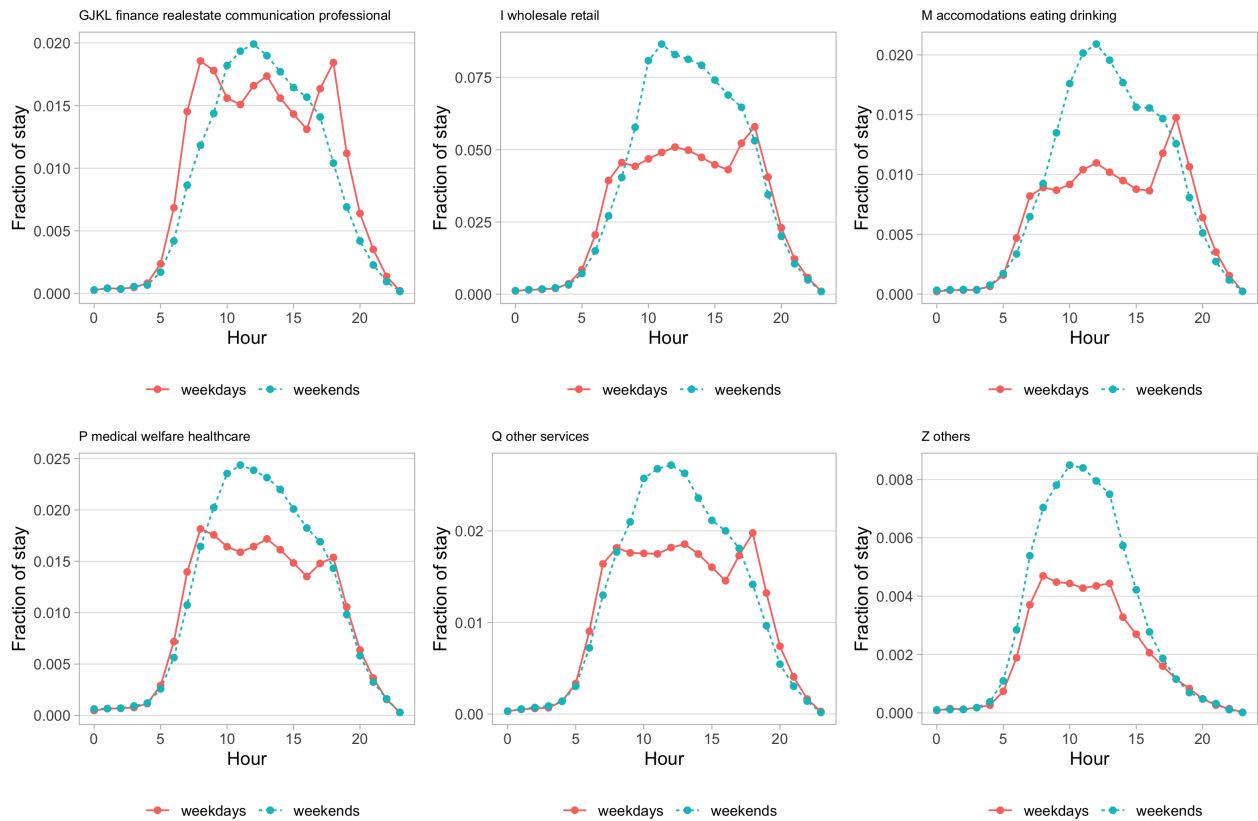 GJKL finance realestate communication professional
0.020
0.015
0.010
0.005
0.000
Fraction of stay
0 5 10 15 20
Hour
weekdays weekends
I wholesale retail
0.075
0.050
0.025
0.000
Fraction of stay
0 5 10 15 20
Hour
weekdays weekends
M accomodations eating drinking
0.020
0.015
0.010
0.005
0.000
Fraction of stay
0 5 10 15 20
Hour
weekdays weekends
P medical welfare healthcare
0.025
0.020
0.015
0.010
0.005
0.000
Fraction of stay
0 5 10 15 20
Hour
weekdays weekends
Q other services
0.02
0.01
0.00
Fraction of stay
0 5 10 15 20
Hour
weekdays weekends
Z others
0.008
0.006
0.004
0.002
0.000
Fraction of stay
0 5 10 15 20
Hour
weekdays weekends